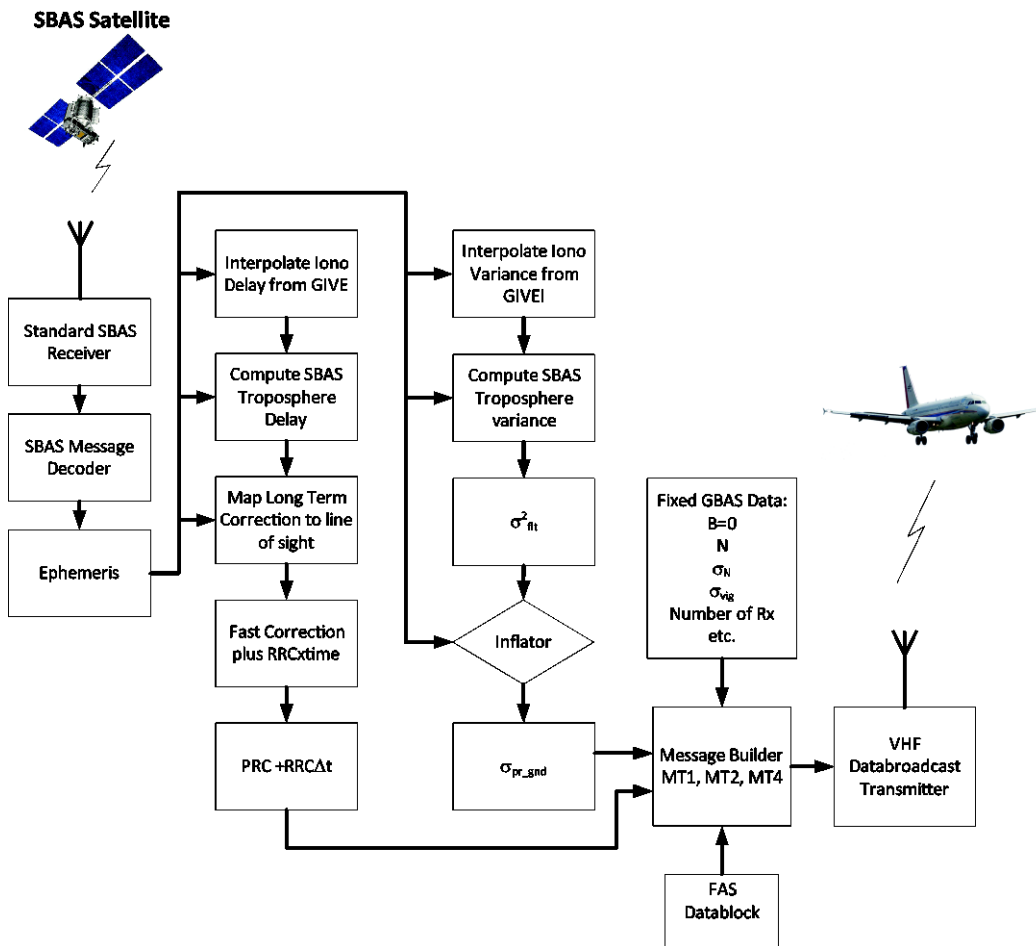 SBAS Satellite
Standard SBAS
Receiver
SBAS Message
Decoder
Ephemeris
Interpolate Iono
Delay from GIVE
Compute SBAS
Troposphere
Delay
Map Long Term
Correction to line
of sight
Fast Correction
plus RRCxtime
PRC +RRCΔt
Interpolate Iono
Variance from
GIVEI
Compute SBAS
Troposphere
variance
σ²flt
Inflator
σpr_gnd
Fixed GBAS Data:
B=0
N
σN
σvig
Number of Rx
etc.
Message Builder
MT1, MT2, MT4
FAS
Datablock
VHF
Databroadcast
Transmitter